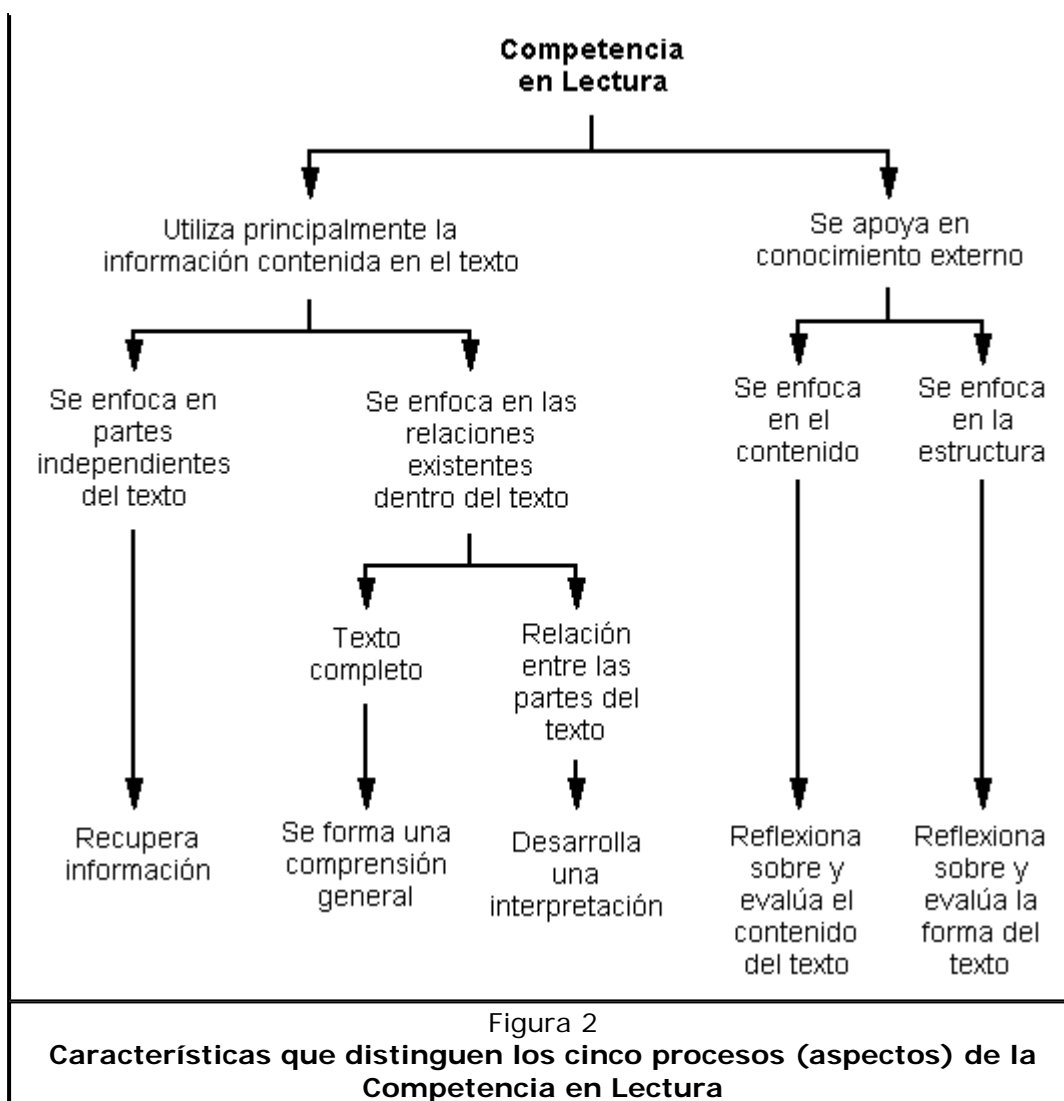 Competencia
en Lectura
Utiliza principalmente la
información contenida en el texto
Se apoya en
conocimiento externo
Se enfoca en
partes
independientes
del texto
Se enfoca en las
relaciones
existentes
dentro del texto
Se enfoca
en el
contenido
Se enfoca
en la
estructura
Texto
completo
Relación
entre las
partes del
texto
Recupera
información
Se forma una
comprensión
general
Desarrolla
una
interpretación
Reflexiona
sobre y
evalúa el
contenido
del texto
Reflexiona
sobre y
evalúa la
forma del
texto
Figura 2
Características que distinguen los cinco procesos (aspectos) de la
Competencia en Lectura